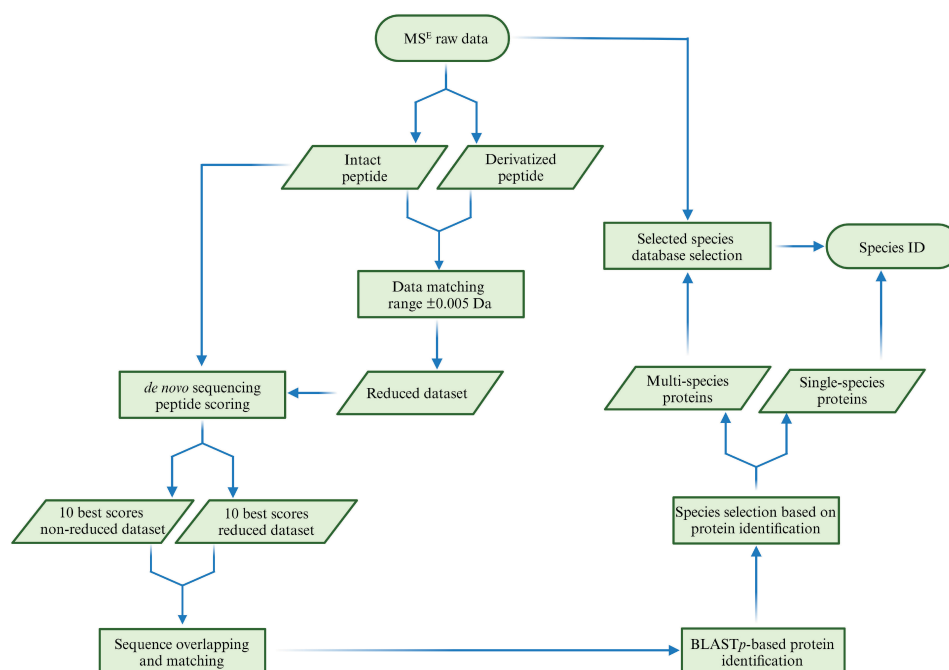 MSᴱ raw data
Intact
peptide
Derivatized
peptide
Selected species
database selection
Species ID
Data matching
range ±0.005 Da
de novo sequencing
peptide scoring
Reduced dataset
Multi-species
proteins
Single-species
proteins
10 best scores
non-reduced dataset
10 best scores
reduced dataset
Species selection based on
protein identification
Sequence overlapping
and matching
BLASTp-based protein
identification